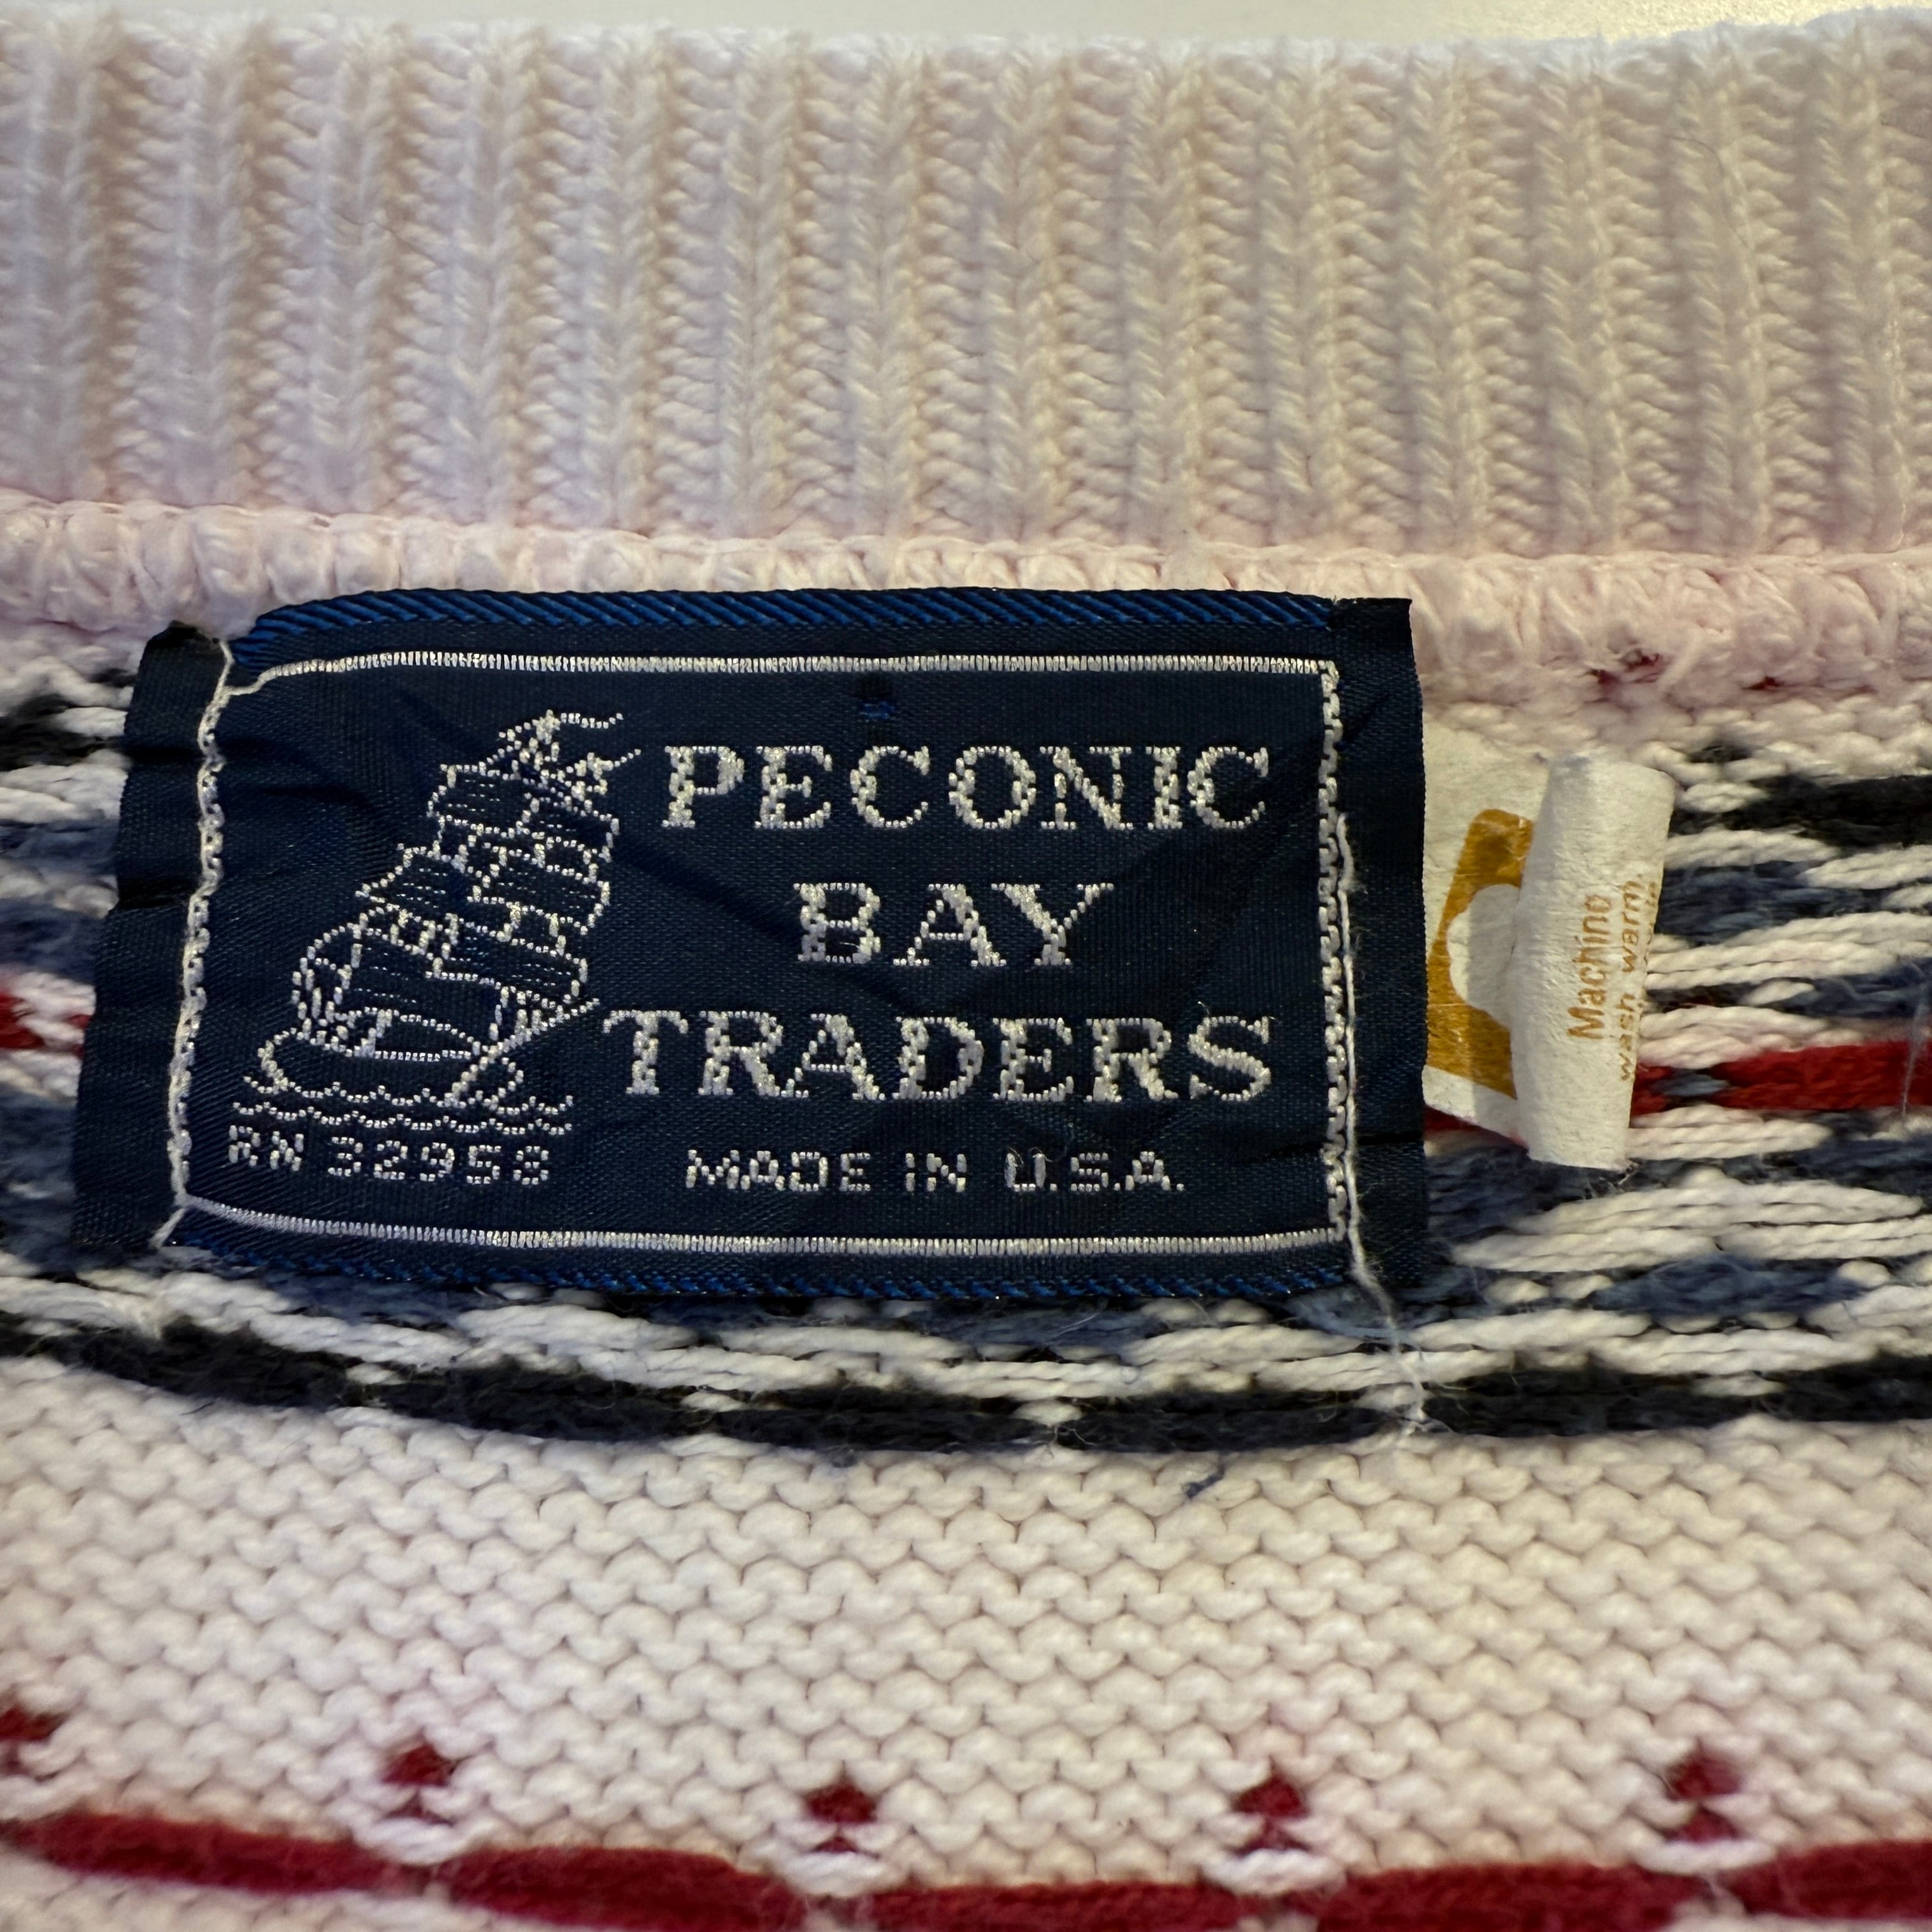 PECONIC
BAY
TRADERS
RN 32958
MADE IN U.S.A.
Machine
wash warm.